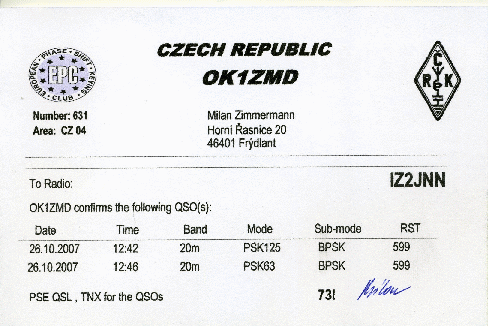 CZECH REPUBLIC
OK1ZMD
EUROPEAN PHASE SHIFT KEYING CLUB
EPC
C
R K
Number: 631
Area: CZ 04
Milan Zimmermann
Horní Řasnice 20
46401 Frýdlant
To Radio:
IZ2JNN
OK1ZMD confirms the following QSO(s):
Date Time Band Mode Sub-mode RST
26.10.2007 12:42 20m PSK125 BPSK 599
26.10.2007 12:46 20m PSK63 BPSK 599
PSE QSL , TNX for the QSOs
73!